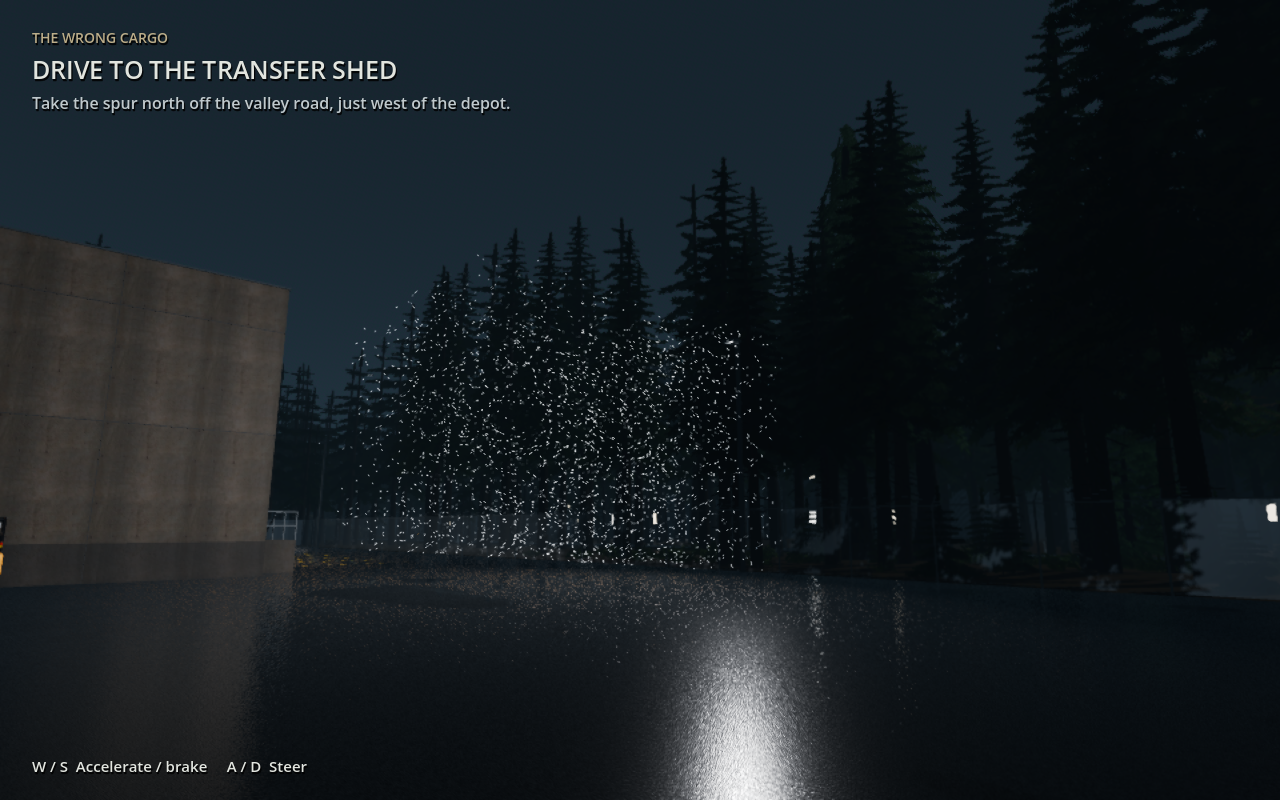 THE WRONG CARGO
DRIVE TO THE TRANSFER SHED
Take the spur north off the valley road, just west of the depot.
W / S Accelerate / brake A / D Steer